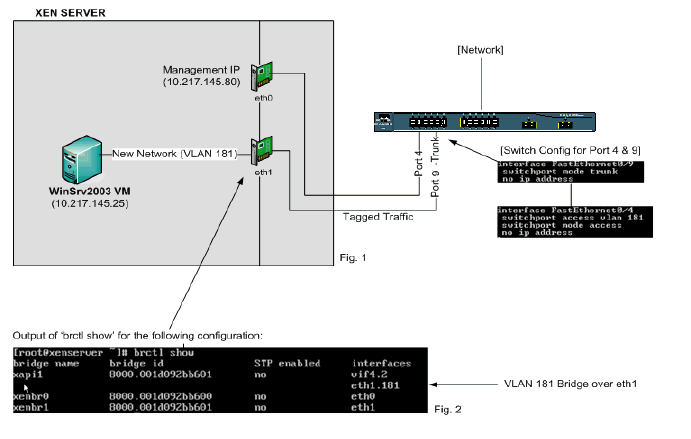 XEN SERVER
Management IP
(10.217.145.80)
eth0
[Network]
New Network (VLAN 181)
eth1
WinSrv2003 VM
(10.217.145.25)
Port 4
Port 9 -Trunk-
Tagged Traffic
[Switch Config for Port 4 & 9]
interface FastEthernet0/9
switchport mode trunk
no ip address
interface FastEthernet0/4
switchport access vlan 181
switchport mode access
no ip address
Fig. 1
Output of 'brctl show' for the following configuration:
[root@xenserver ~]# brctl show
bridge name bridge id STP enabled interfaces
xapi1 8000.001d092bb601 no vif4.2
eth1.181
xenbr0 8000.001d092bb600 no eth0
xenbr1 8000.001d092bb601 no eth1
VLAN 181 Bridge over eth1
Fig. 2